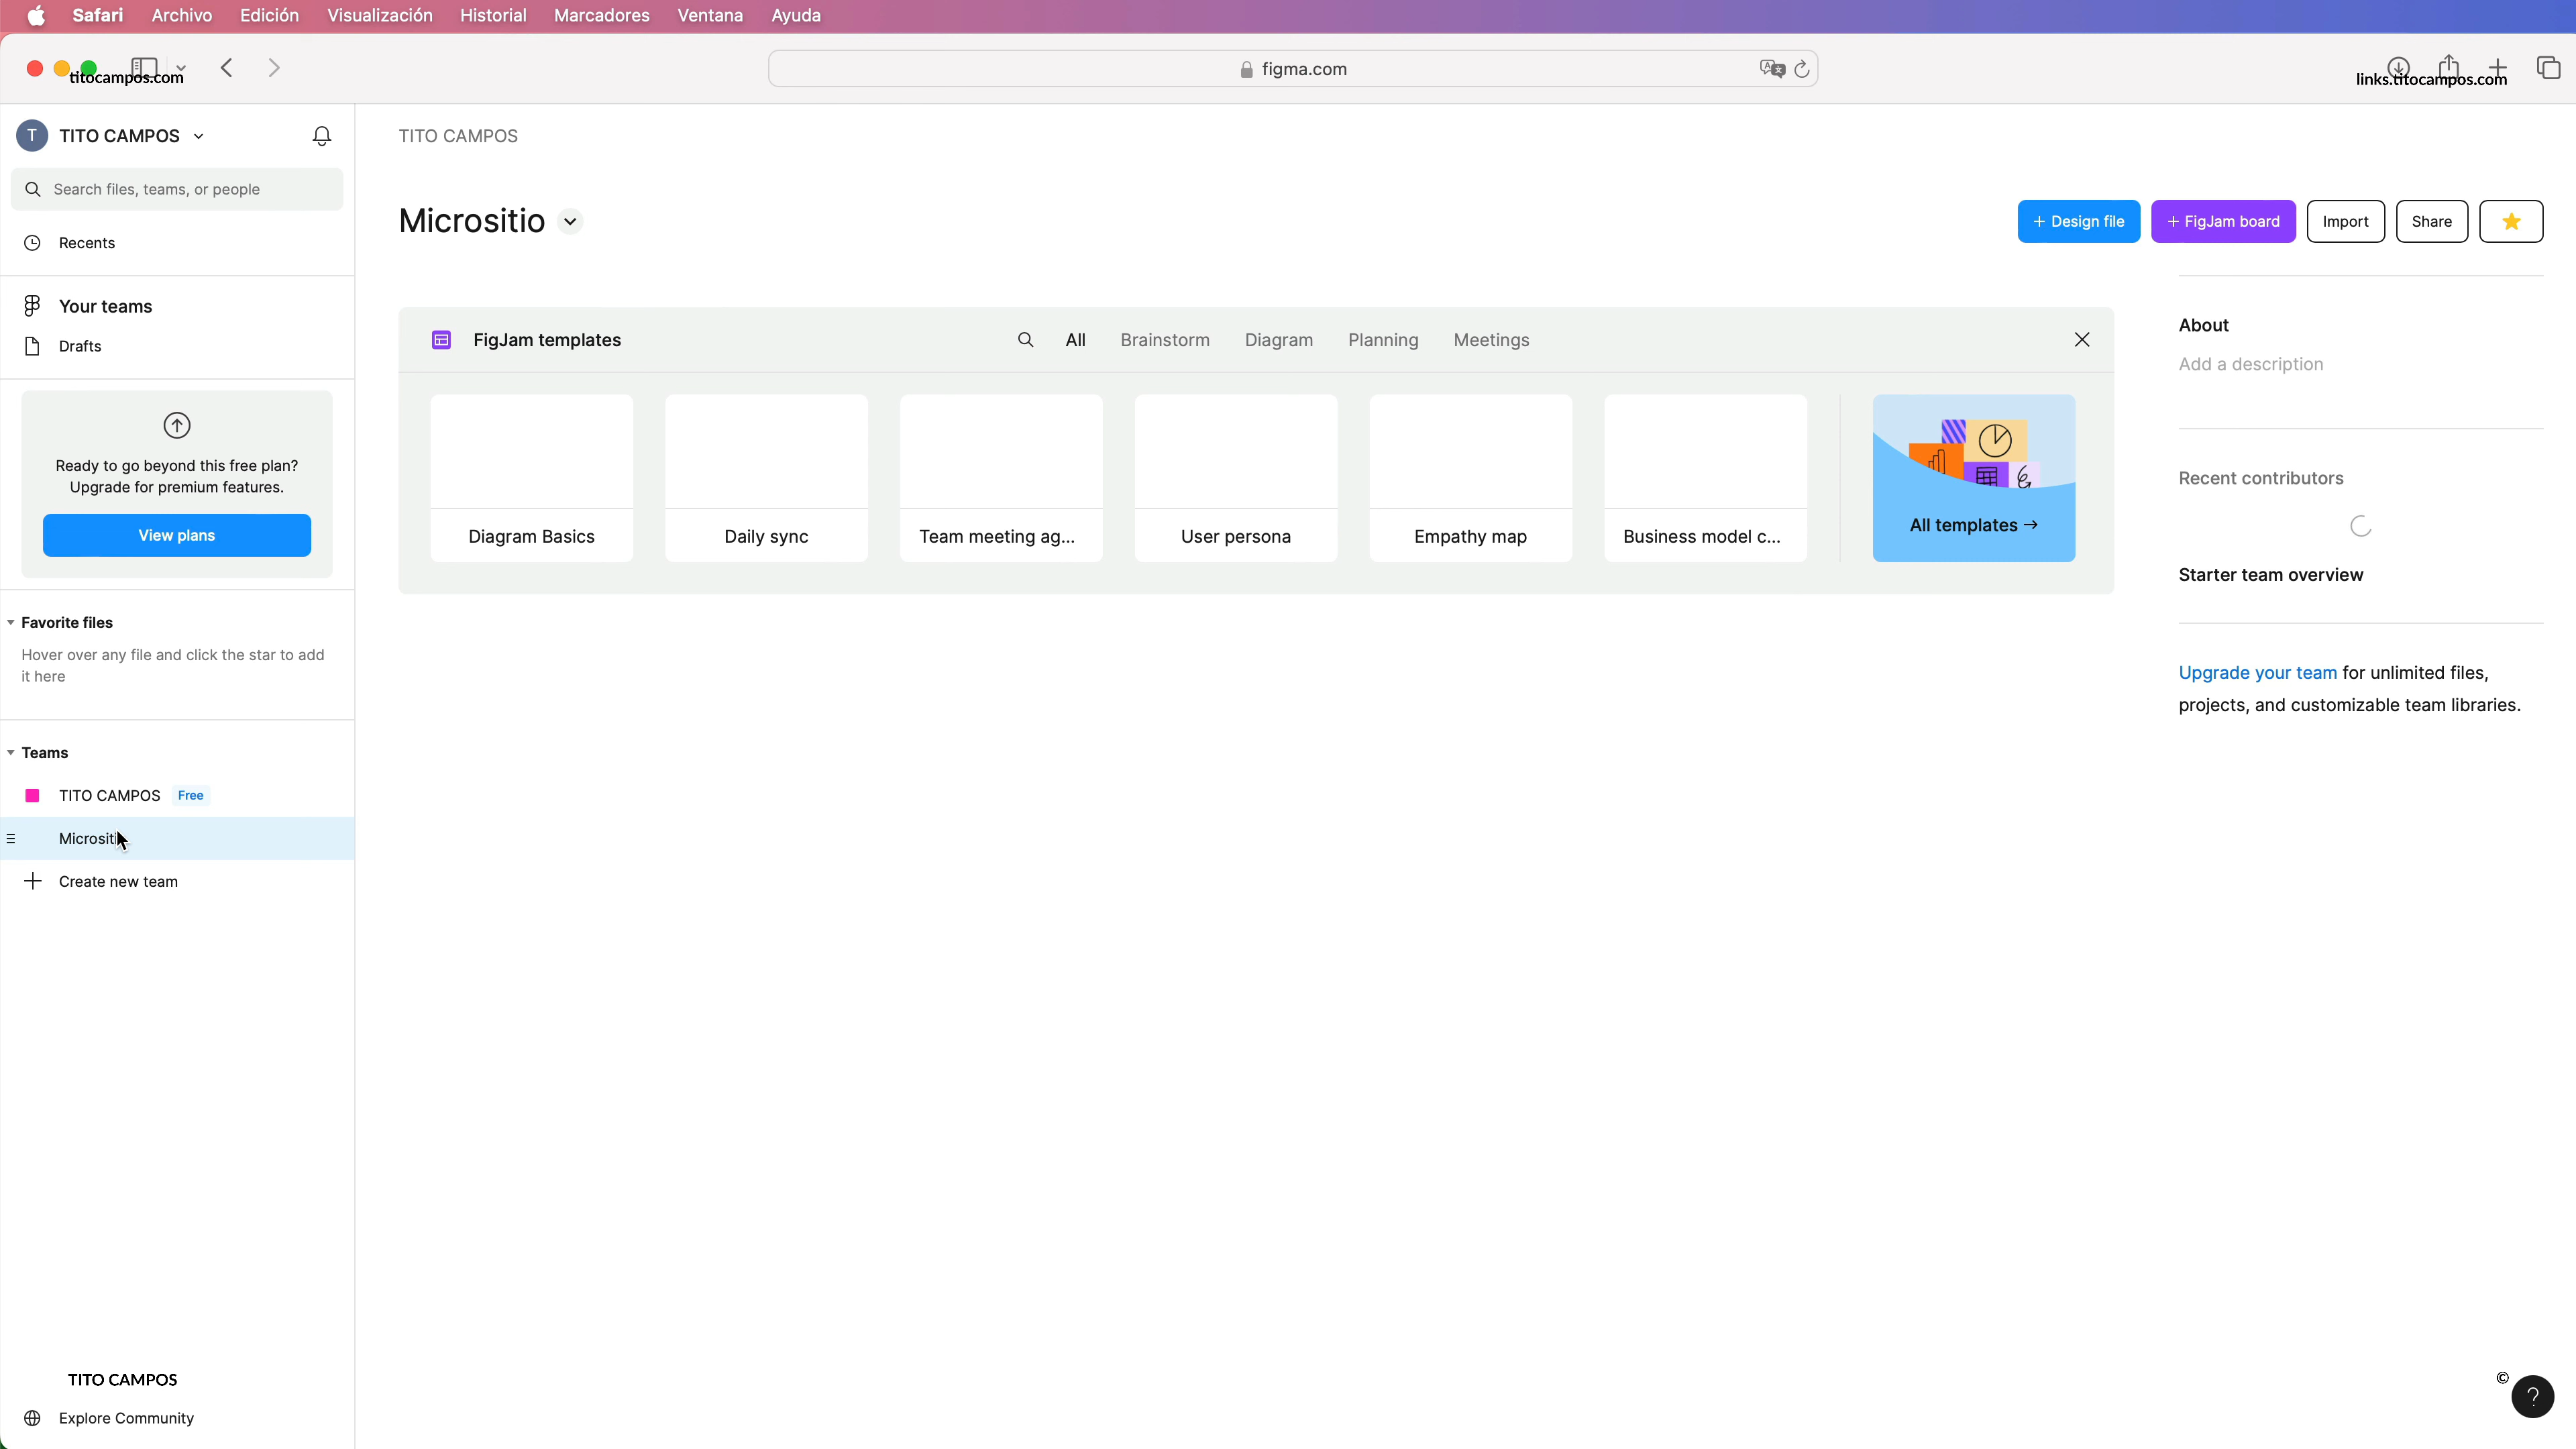 Safari Archivo Edición Visualización Historial Marcadores Ventana Ayuda
titocampos.com
figma.com
links.titocampos.com
T TITO CAMPOS
Search files, teams, or people
Recents
Your teams
Drafts
Ready to go beyond this free plan?
Upgrade for premium features.
View plans
Favorite files
Hover over any file and click the star to add
it here
Teams
TITO CAMPOS Free
Micrositi
Create new team
TITO CAMPOS
Explore Community
TITO CAMPOS
Micrositio
+ Design file
+ FigJam board
Import
Share
FigJam templates
All Brainstorm Diagram Planning Meetings
Diagram Basics
Daily sync
Team meeting ag...
User persona
Empathy map
Business model c...
All templates →
About
Add a description
Recent contributors
Starter team overview
Upgrade your team for unlimited files,
projects, and customizable team libraries.
©
?